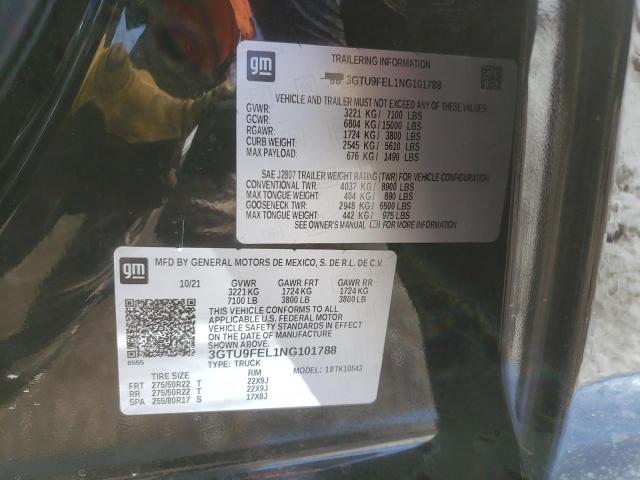 gm
TRAILERING INFORMATION
3GTU9FEL1NG101788
VEHICLE AND TRAILER MUST NOT EXCEED ANY OF THESE VALUES
GVWR: 3221 KG/ 7100 LBS
GCWR: 6804 KG/ 15000 LBS
RGAWR: 1724 KG/ 3800 LBS
CURB WEIGHT: 2545 KG/ 5610 LBS
MAX PAYLOAD: 676 KG/ 1490 LBS
SAE J2807 TRAILER WEIGHT RATING (TWR) FOR VEHICLE CONFIGURATION
CONVENTIONAL TWR: 4037 KG/ 8900 LBS
MAX TONGUE WEIGHT: 404 KG/ 890 LBS
GOOSENECK TWR: 2948 KG/ 6500 LBS
MAX TONGUE WEIGHT: 442 KG/ 975 LBS
SEE OWNER'S MANUAL FOR MORE INFORMATION
gm
MFD BY GENERAL MOTORS DE MEXICO, S. DE R.L. DE C.V.
10/21 GVWR GAWR FRT GAWR RR
3221 KG 1724 KG 1724 KG
7100 LB 3800 LB 3800 LB
THIS VEHICLE CONFORMS TO ALL
APPLICABLE U.S. FEDERAL MOTOR
VEHICLE SAFETY STANDARDS IN EFFECT
ON THE DATE OF MANUFACTURE
SHOWN ABOVE.
8555
3GTU9FEL1NG101788
TYPE: TRUCK MODEL: 18TK10543
TIRE SIZE RIM
FRT 275/50R22 T 22X9J
RR 275/50R22 T 22X9J
SPA 255/80R17 S 17X8J